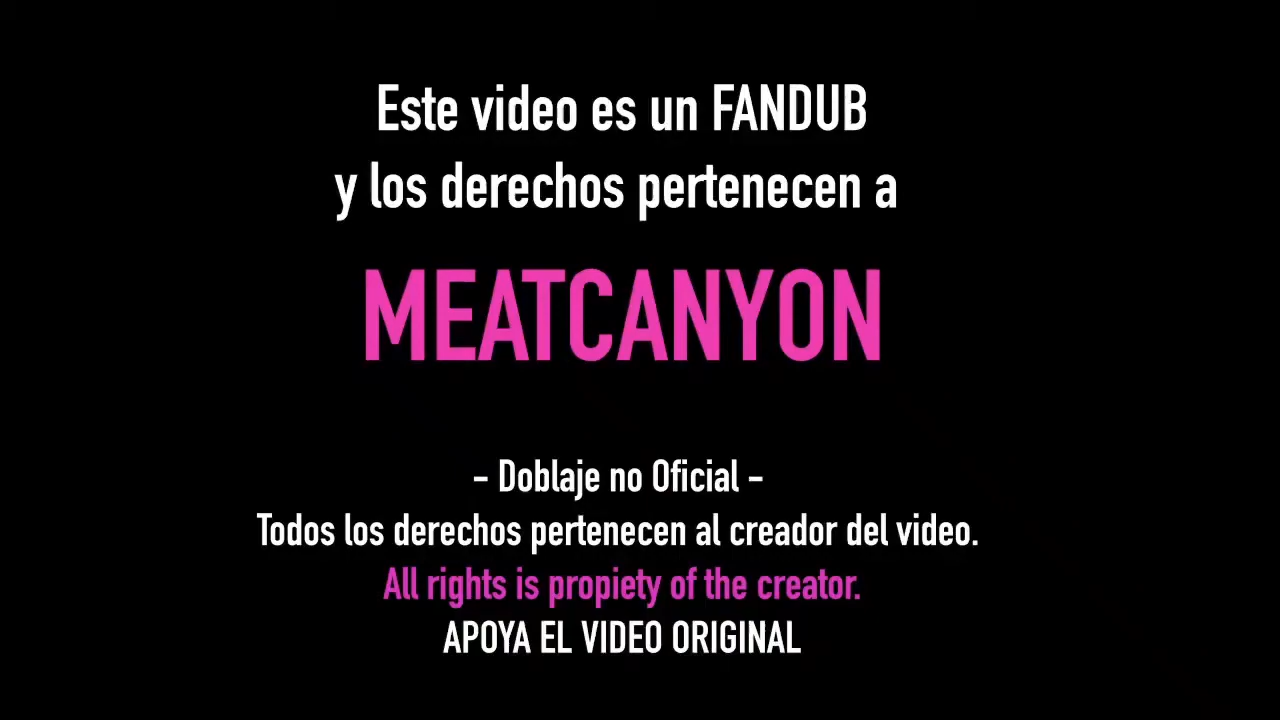 Este video es un FANDUB
y los derechos pertenecen a
MEATCANYON
- Doblaje no Oficial -
Todos los derechos pertenecen al creador del video.
All rights is propiety of the creator.
APOYA EL VIDEO ORIGINAL